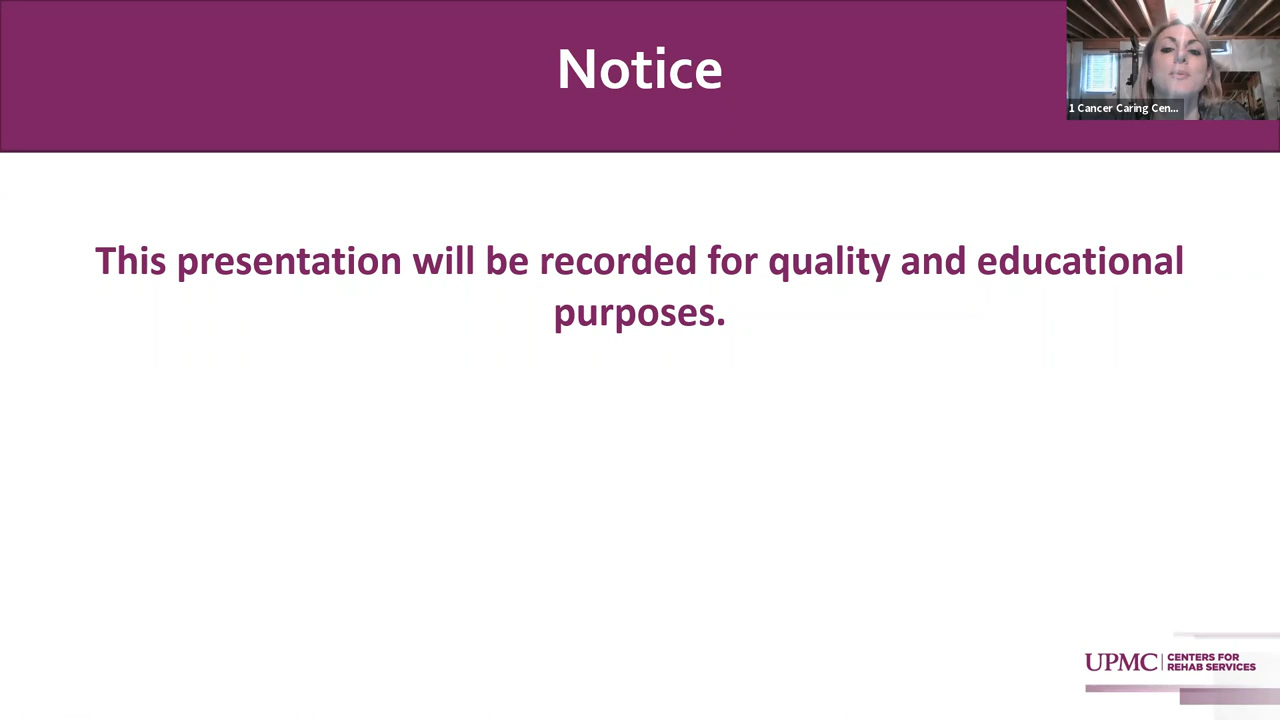 Notice
1 Cancer Caring Cen...
This presentation will be recorded for quality and educational
purposes.
UPMC | CENTERS FOR
REHAB SERVICES